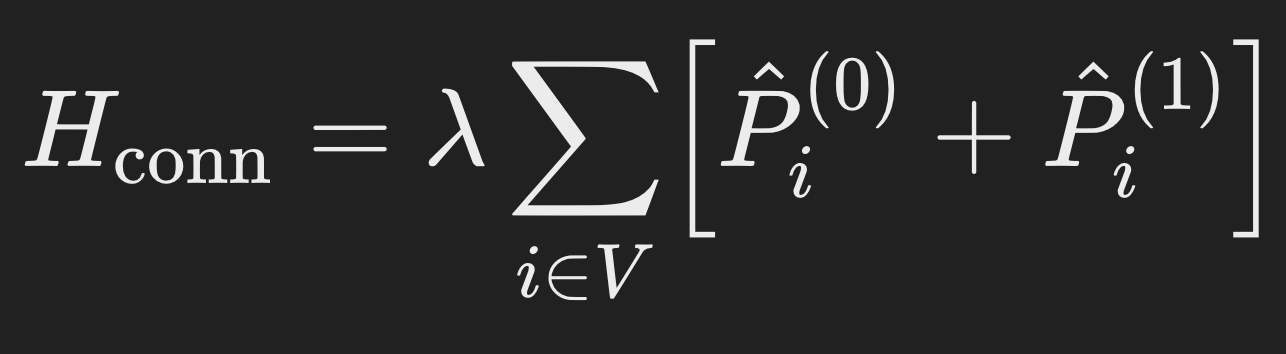 H_conn = λ ∑_{i∈V} [ P̂_i^(0) + P̂_i^(1) ]